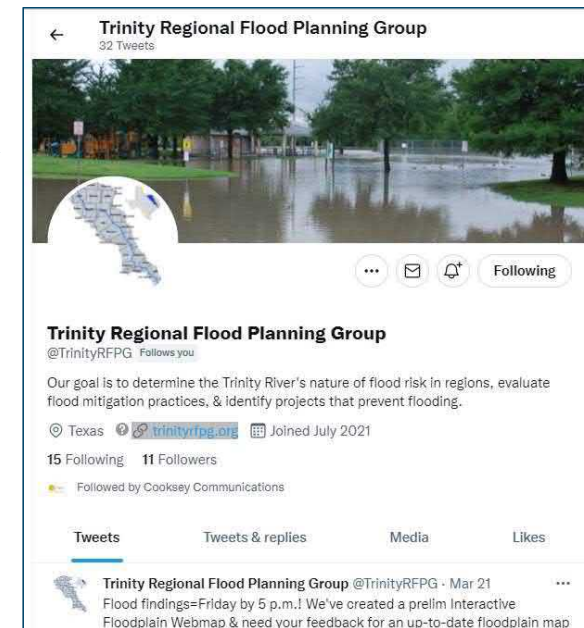 Trinity Regional Flood Planning Group
32 Tweets
Following
Trinity Regional Flood Planning Group
@TrinityRFPG Follows you
Our goal is to determine the Trinity River's nature of flood risk in regions, evaluate
flood mitigation practices, & identify projects that prevent flooding.
Texas trinityrfpg.org Joined July 2021
15 Following 11 Followers
Followed by Cooksey Communications
Tweets Tweets & replies Media Likes
Trinity Regional Flood Planning Group @TrinityRFPG · Mar 21
Flood findings=Friday by 5 p.m.! We've created a prelim Interactive
Floodplain Webmap & need your feedback for an up-to-date floodplain map